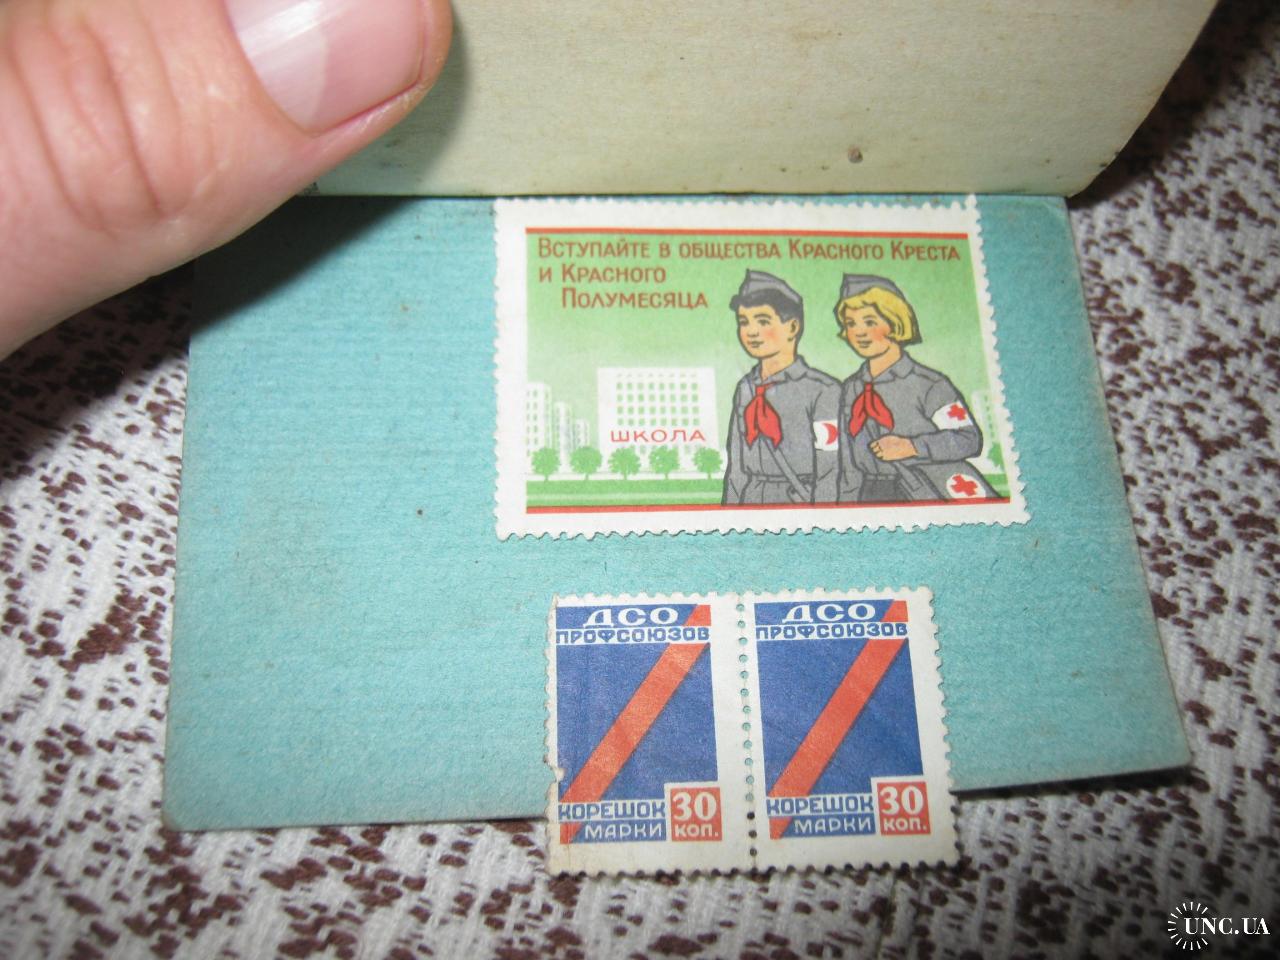 Вступайте в общества Красного Креста
и Красного
Полумесяца
ШКОЛА
ДСО
ПРОФСОЮЗОВ
КОРЕШОК
МАРКИ
30
КОП.
ДСО
ПРОФСОЮЗОВ
КОРЕШОК
МАРКИ
30
КОП.
UNC.UA